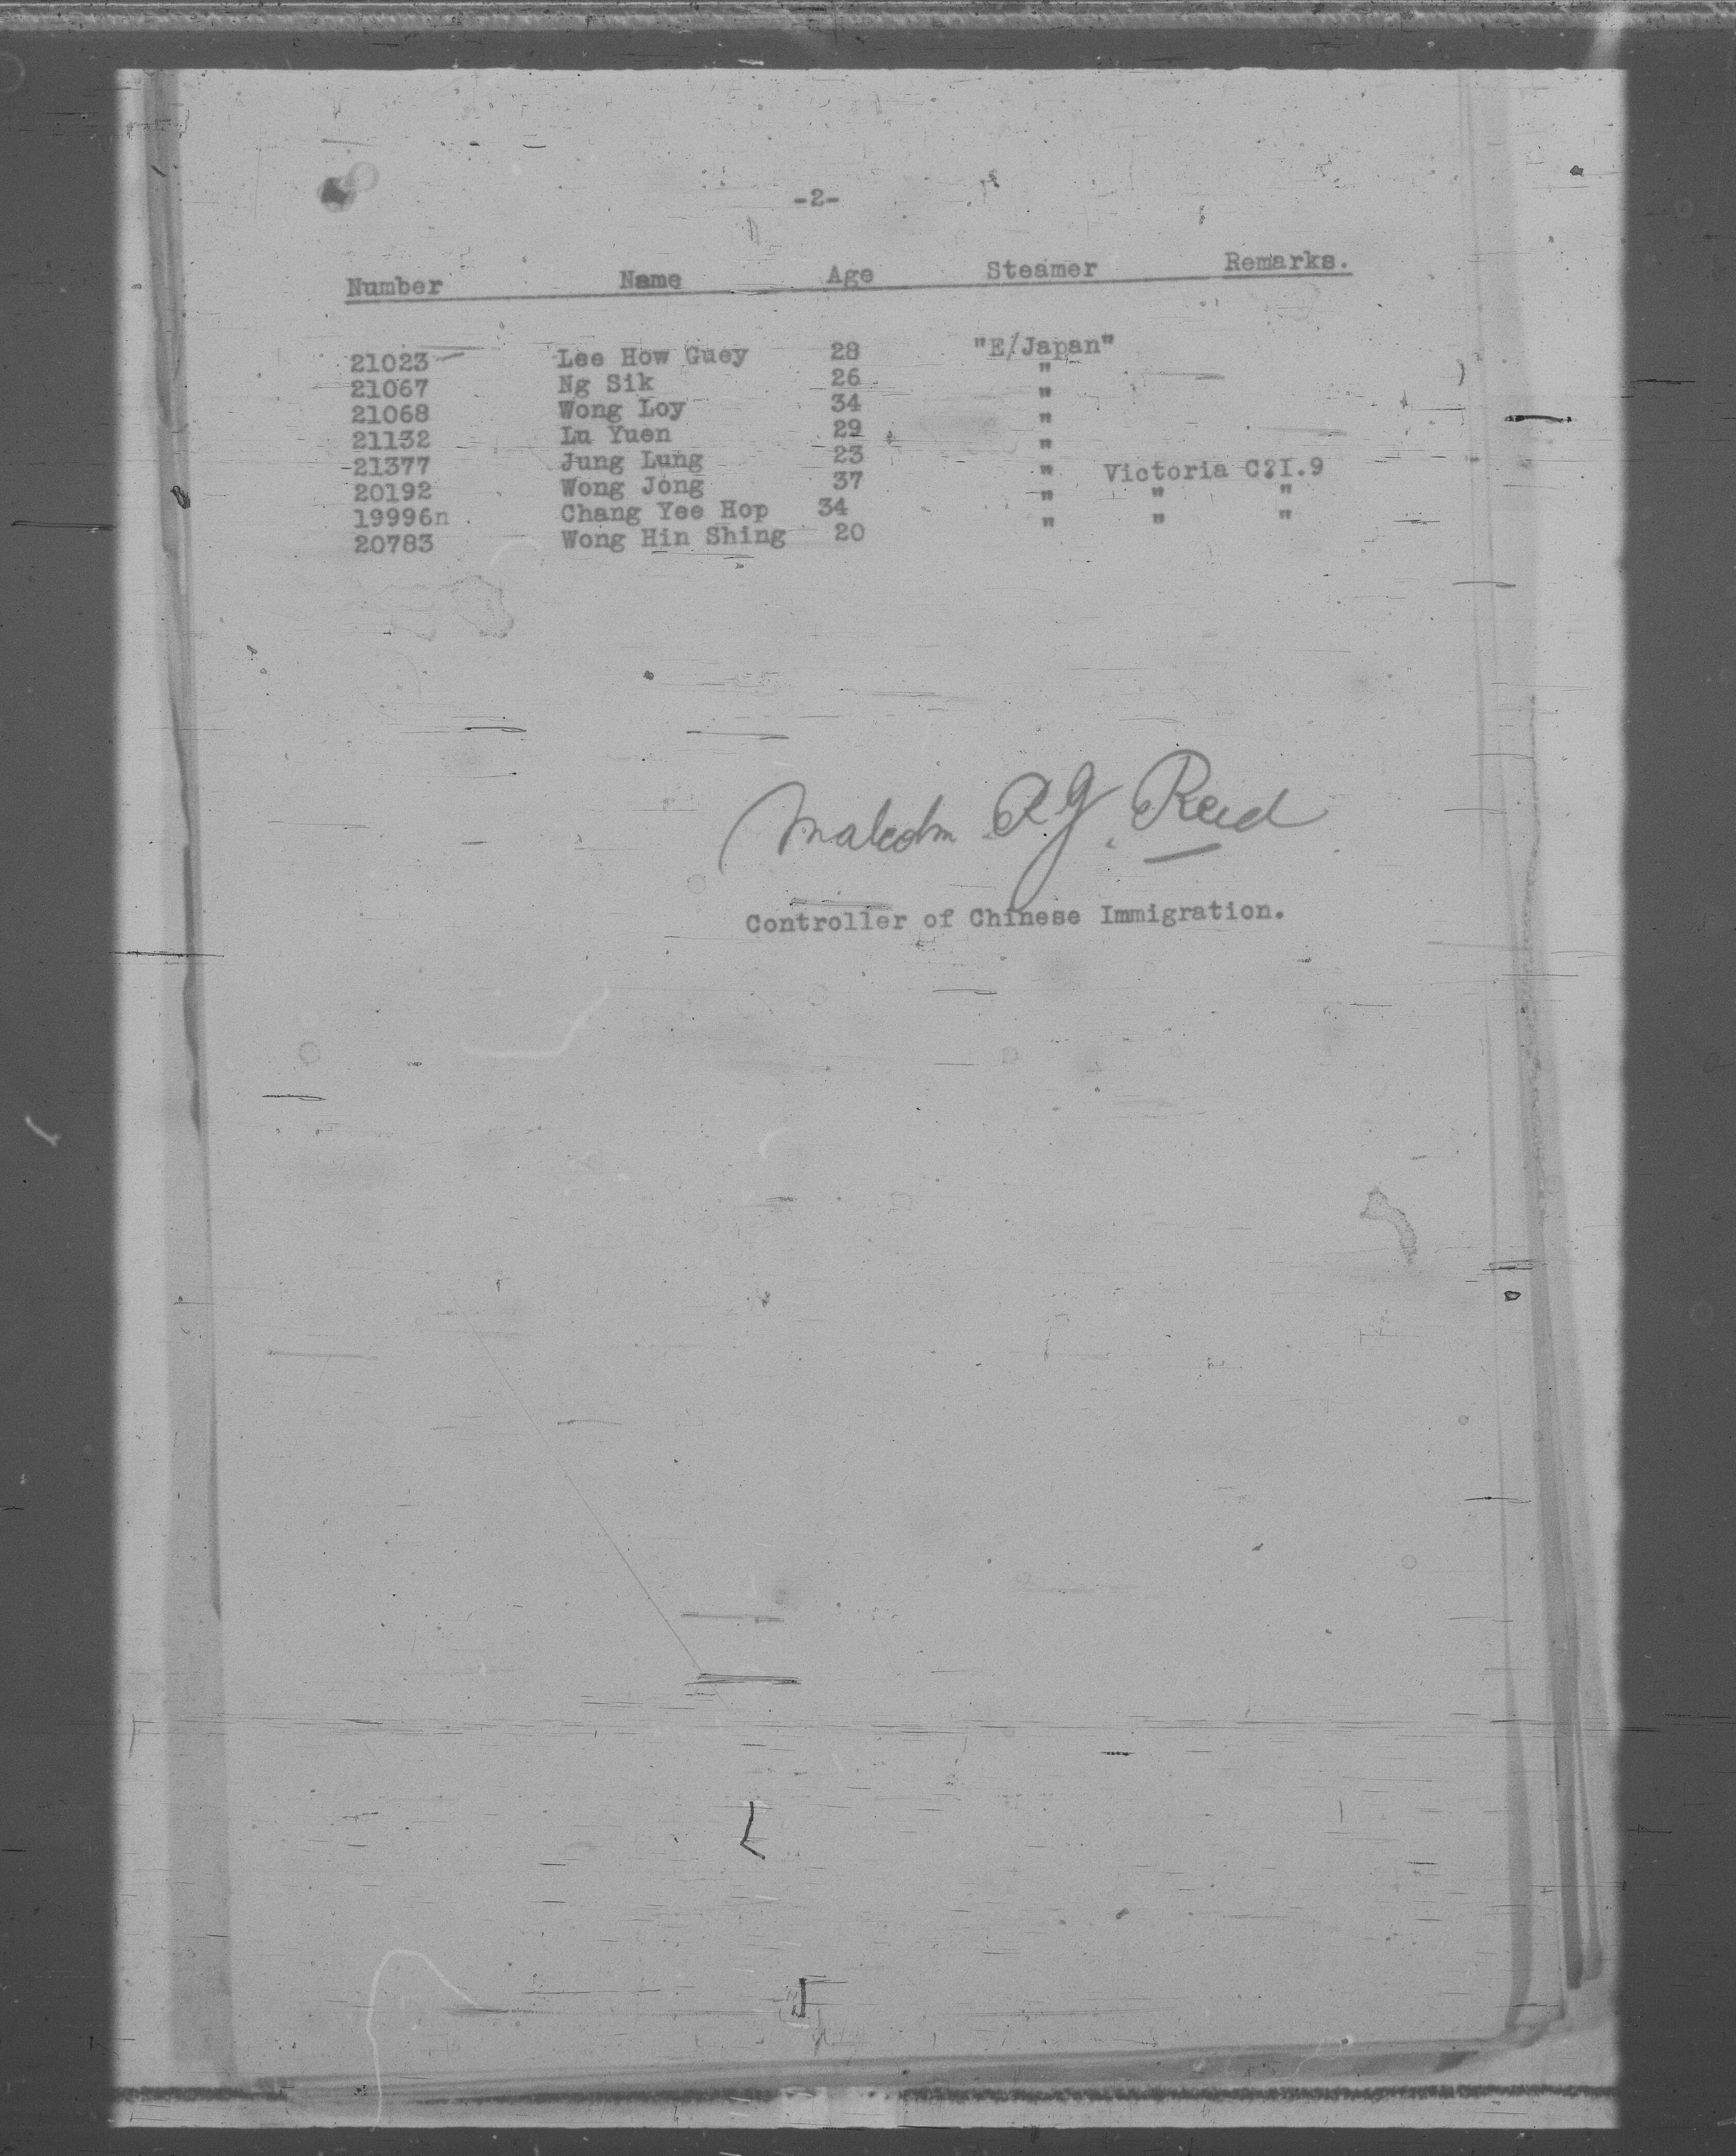 -2-
Number Name Age Steamer Remarks.
21023 Lee How Guey 28 "E/Japan"
21067 Ng Sik 26 "
21068 Wong Loy 34 "
21132 Lu Yuen 29 "
21377 Jung Lung 23 "
20192 Wong Jong 37 " Victoria C?I.9
19996n Chang Yee Hop 34 " " "
20783 Wong Hin Shing 20 " " "
Malcolm R J Reid
Controller of Chinese Immigration.